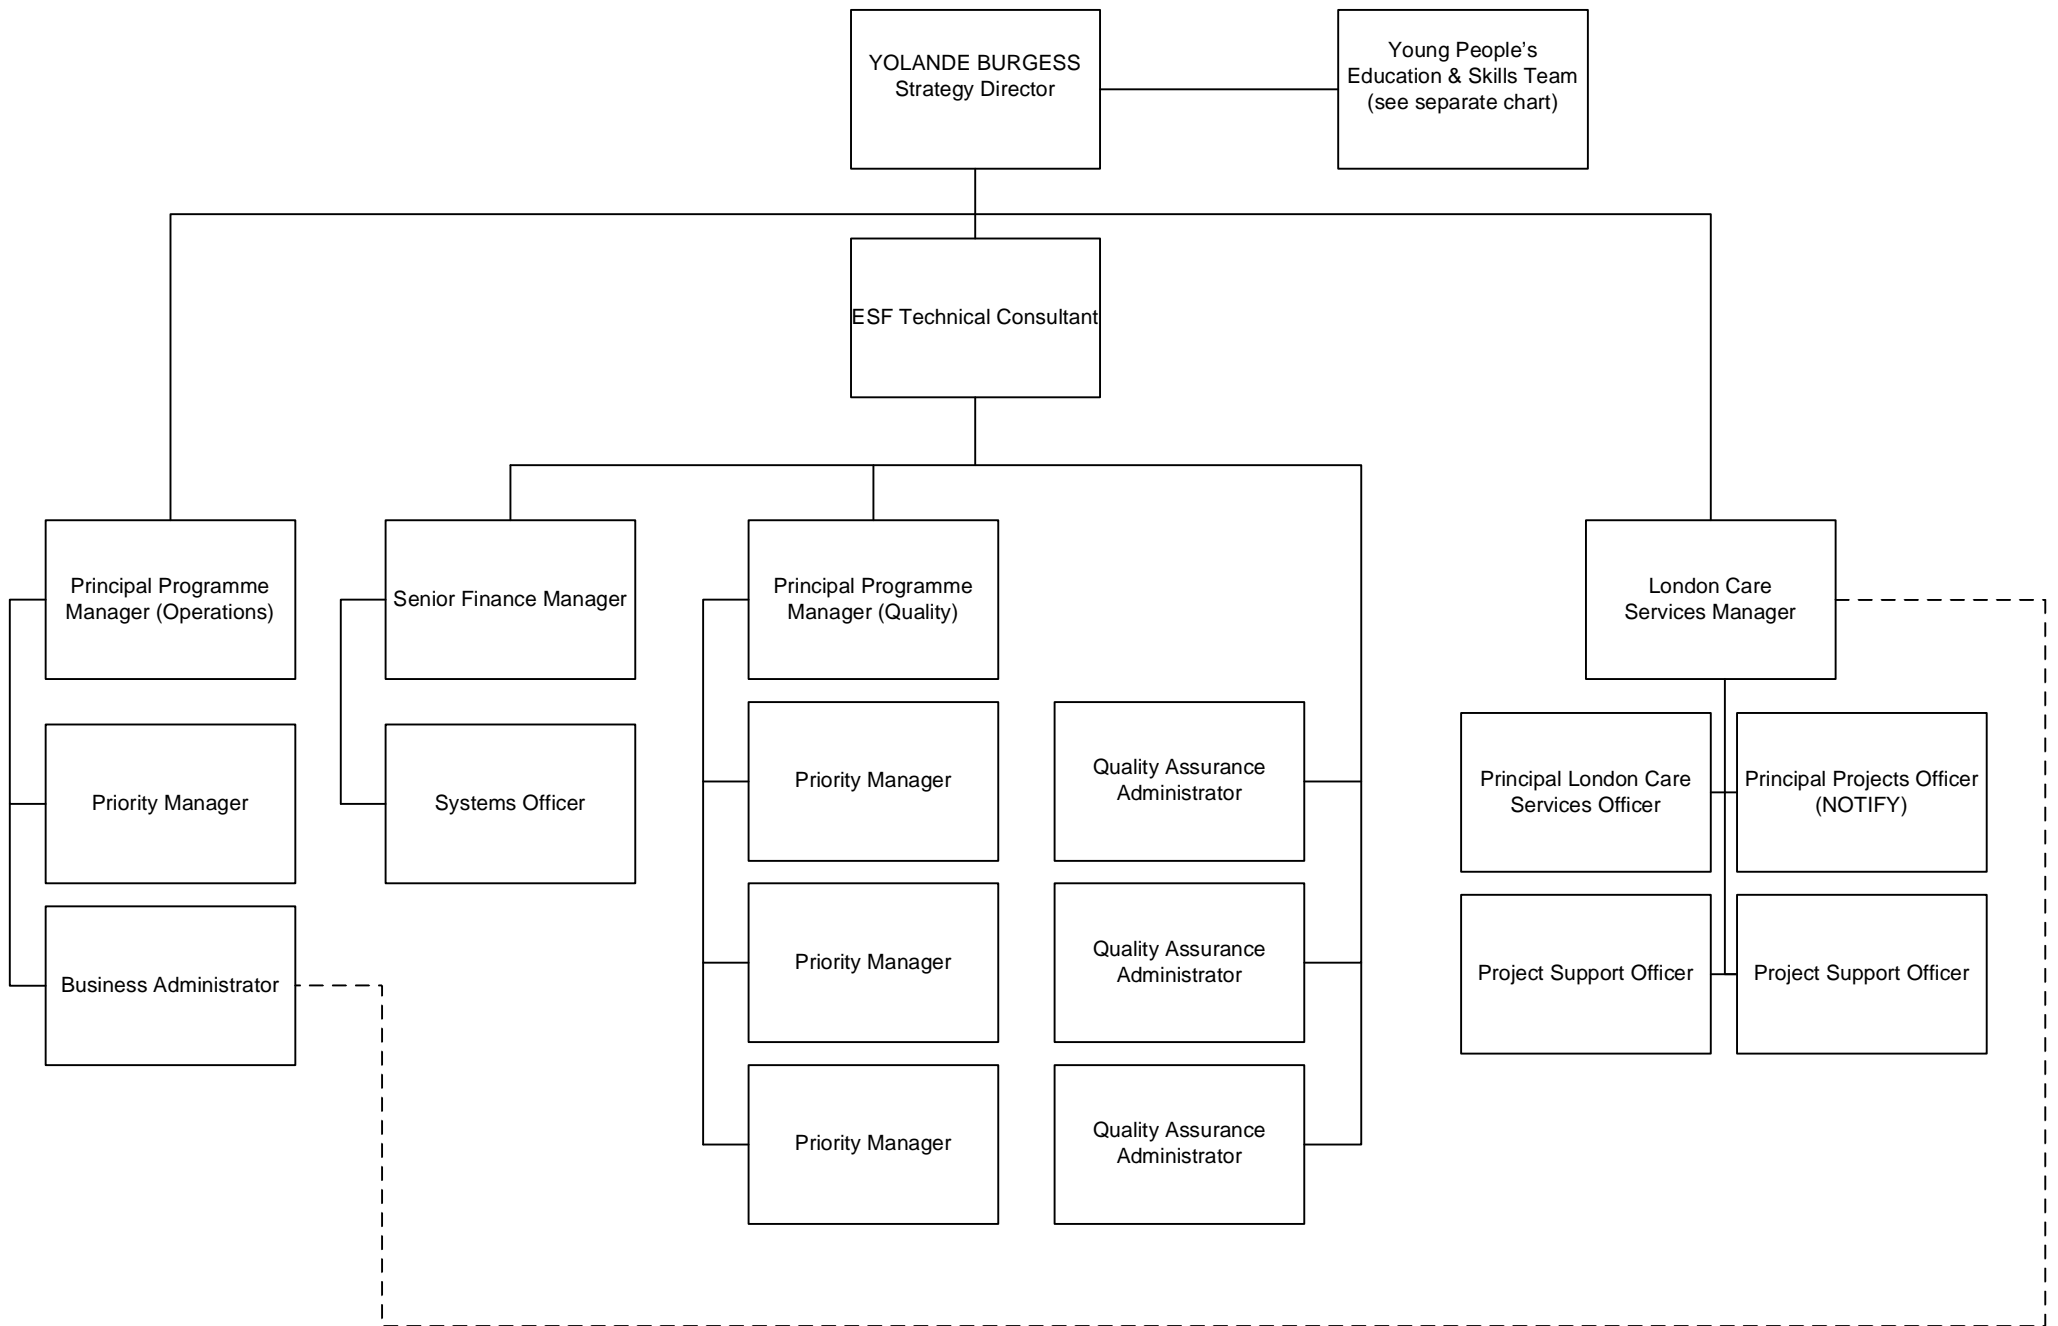 YOLANDE BURGESS
Strategy Director
Young People’s
Education & Skills Team
(see separate chart)
ESF Technical Consultant
Principal Programme
Manager (Operations)
Senior Finance Manager
Principal Programme
Manager (Quality)
London Care
Services Manager
Priority Manager
Systems Officer
Priority Manager
Quality Assurance
Administrator
Principal London Care
Services Officer
Principal Projects Officer
(NOTIFY)
Business Administrator
Priority Manager
Quality Assurance
Administrator
Project Support Officer
Project Support Officer
Priority Manager
Quality Assurance
Administrator